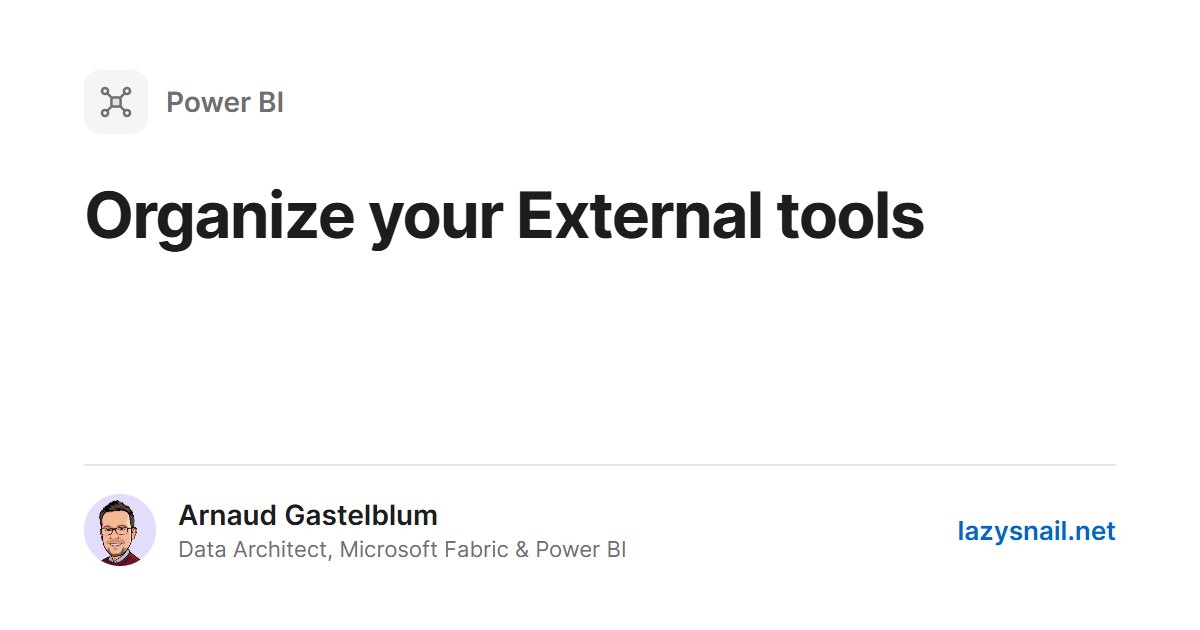 Power BI
Organize your External tools
Arnaud Gastelblum
Data Architect, Microsoft Fabric & Power BI
lazysnail.net